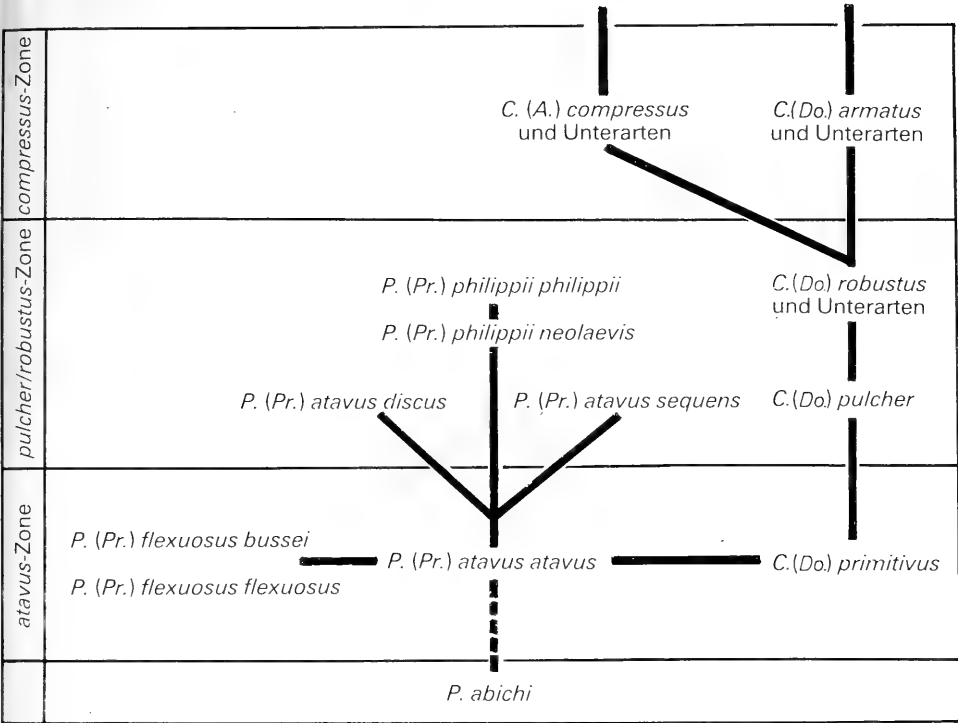 compressus-Zone
C. (A.) compressus
und Unterarten
C.(Do.) armatus
und Unterarten
pulcher/robustus-Zone
P. (Pr.) philippii philippii
C.(Do.) robustus
und Unterarten
P. (Pr.) philippii neolaevis
P. (Pr.) atavus discus
P. (Pr.) atavus sequens
C.(Do.) pulcher
atavus-Zone
P. (Pr.) flexuosus bussei
P. (Pr.) atavus atavus
C.(Do.) primitivus
P. (Pr.) flexuosus flexuosus
P. abichi